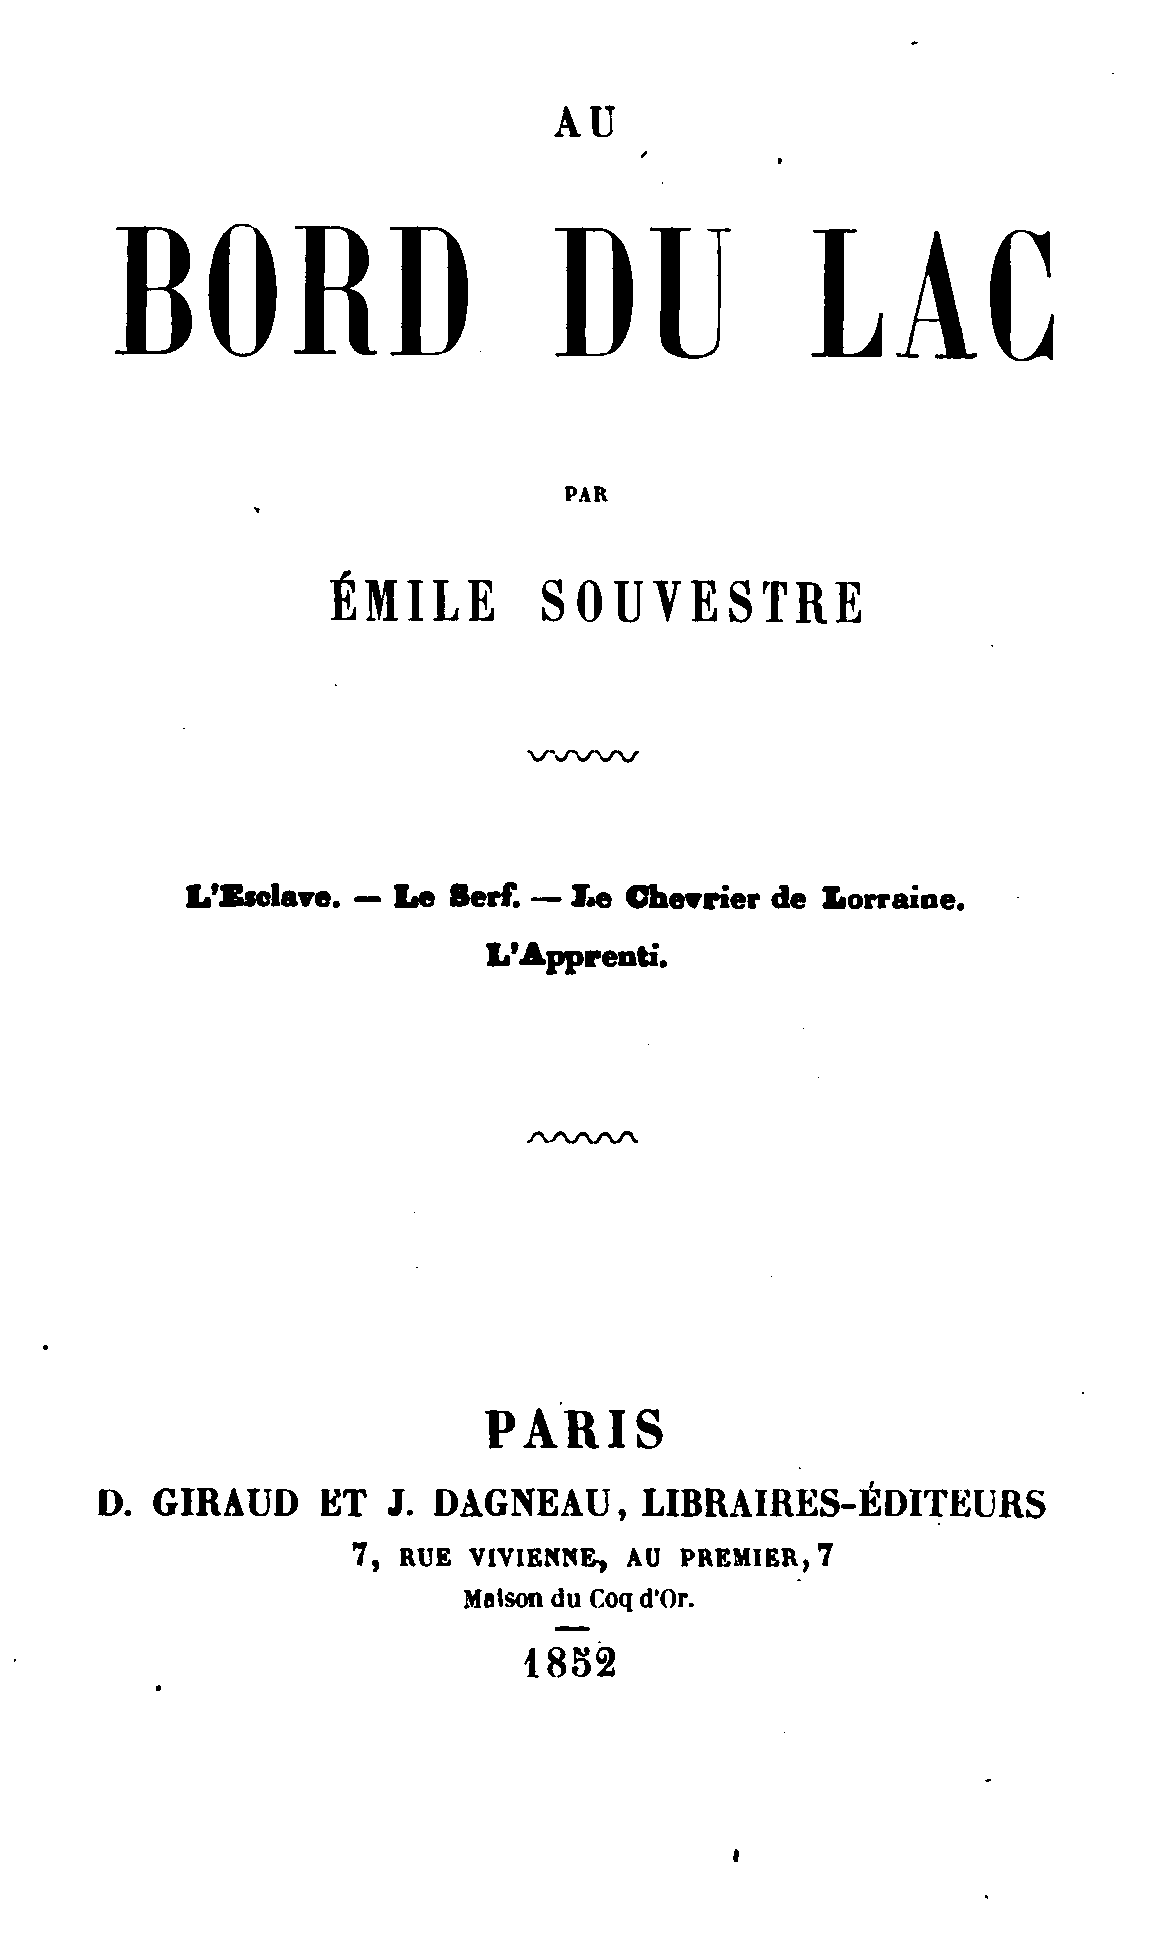 AU
BORD DU LAC
PAR
ÉMILE SOUVESTRE
L'Esclave. — Le Serf. — Le Chevrier de Lorraine.
L'Apprenti.
PARIS
D. GIRAUD ET J. DAGNEAU, LIBRAIRES-ÉDITEURS
7, RUE VIVIENNE, AU PREMIER, 7
Maison du Coq d'Or.
1852